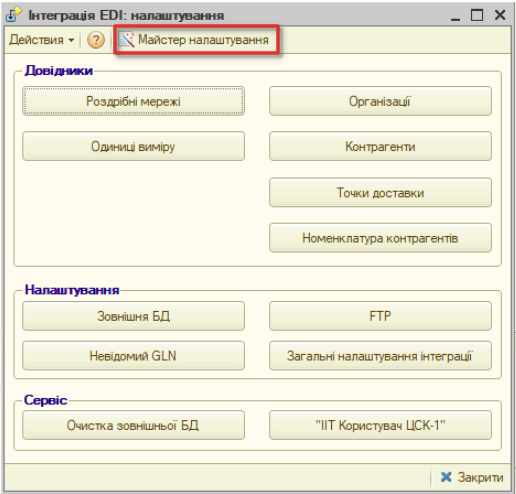 Інтеграція EDI: налаштування
Действия Майстер налаштування
Довідники
Роздрібні мережі Організації
Одиниці виміру Контрагенти
Точки доставки
Номенклатура контрагентів
Налаштування
Зовнішня БД FTP
Невідомий GLN Загальні налаштування інтеграції
Сервіс
Очистка зовнішньої БД "ІІТ Користувач ЦСК-1"
Закрити